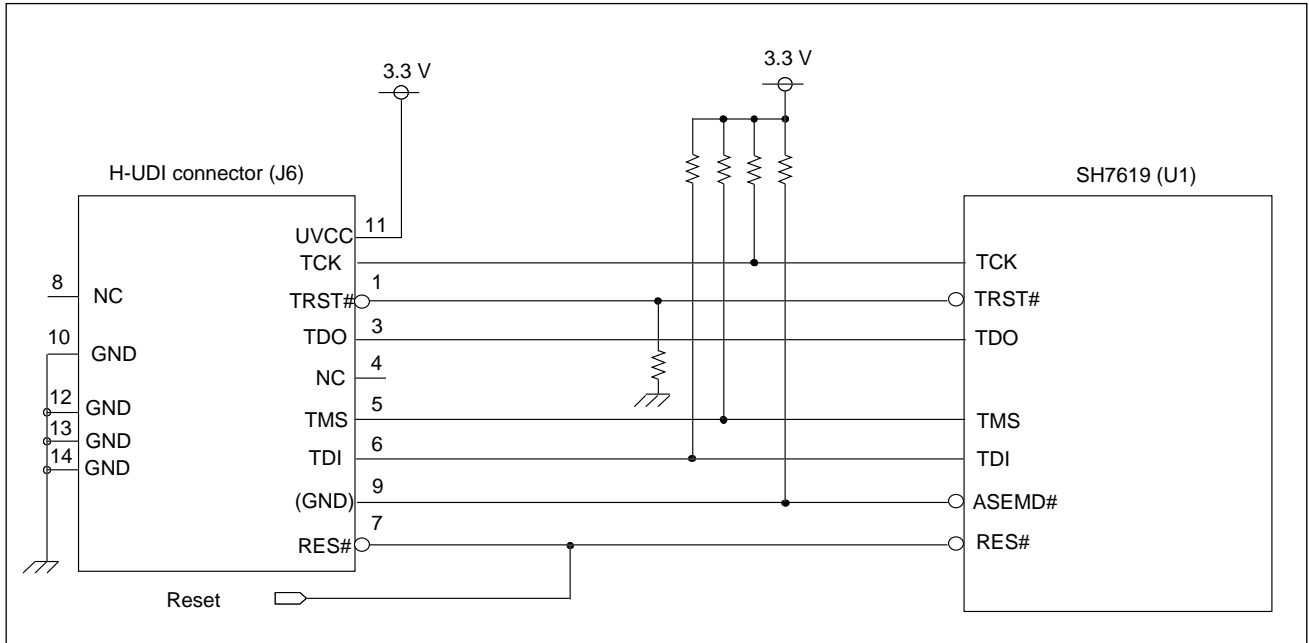 3.3 V
3.3 V
H-UDI connector (J6)
SH7619 (U1)
UVCC 11
TCK
TCK
8 NC
1
TRST#
TRST#
TDO 3
TDO
10 GND
NC 4
12 GND
TMS 5
TMS
13 GND
TDI 6
TDI
14 GND
(GND) 9
ASEMD#
RES# 7
RES#
Reset